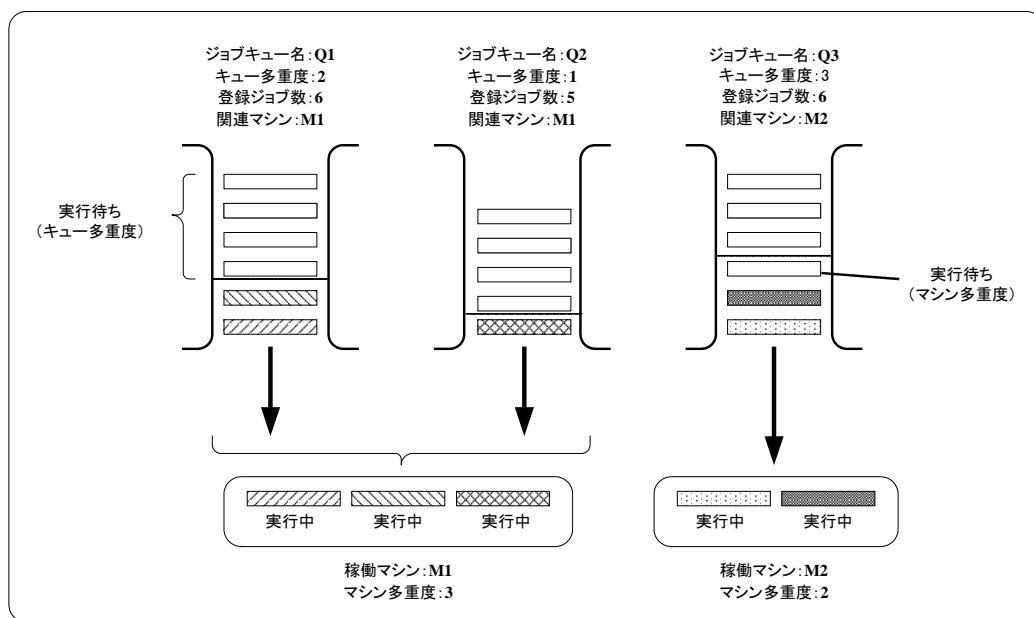 ジョブキュー名:Q1
キュー多重度:2
登録ジョブ数:6
関連マシン:M1
ジョブキュー名:Q2
キュー多重度:1
登録ジョブ数:5
関連マシン:M1
ジョブキュー名:Q3
キュー多重度:3
登録ジョブ数:6
関連マシン:M2
実行待ち
(キュー多重度)
実行待ち
(マシン多重度)
実行中
実行中
実行中
実行中
実行中
稼働マシン:M1
マシン多重度:3
稼働マシン:M2
マシン多重度:2